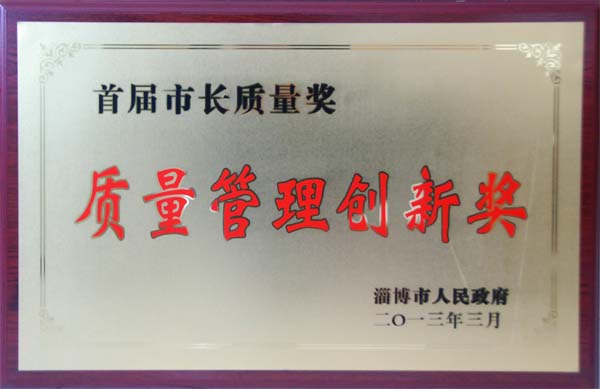 首届市长质量奖
质量管理创新奖
淄博市人民政府
二〇一三年三月